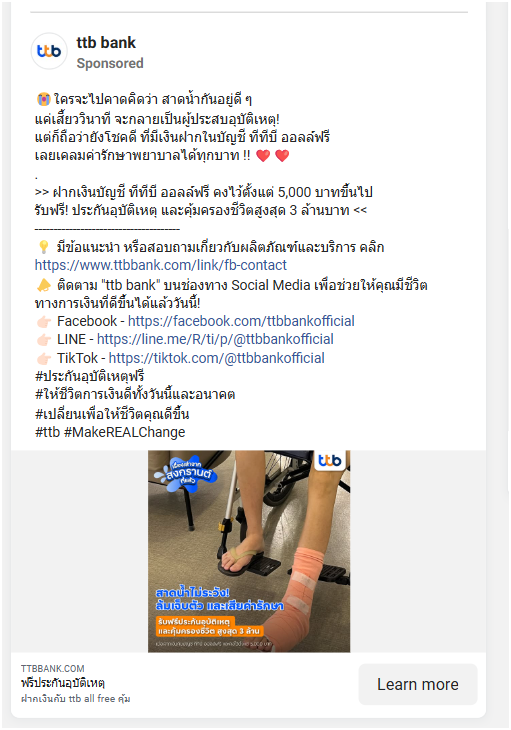 ttb
ttb bank
Sponsored
😭 ใครจะไปคาดคิดว่า สาดน้ำกันอยู่ดี ๆ
แค่เสี้ยววินาที จะกลายเป็นผู้ประสบอุบัติเหตุ!
แต่ก็ถือว่ายังโชคดี ที่มีเงินฝากในบัญชี ทีทีบี ออลล์ฟรี
เลยเคลมค่ารักษาพยาบาลได้ทุกบาท !! ❤️ ❤️
.
>> ฝากเงินบัญชี ทีทีบี ออลล์ฟรี คงไว้ตั้งแต่ 5,000 บาทขึ้นไป
รับฟรี! ประกันอุบัติเหตุ และคุ้มครองชีวิตสูงสุด 3 ล้านบาท <<
--------------------------------------
💡 มีข้อแนะนำ หรือสอบถามเกี่ยวกับผลิตภัณฑ์และบริการ คลิก
https://www.ttbbank.com/link/fb-contact
📣 ติดตาม "ttb bank" บนช่องทาง Social Media เพื่อช่วยให้คุณมีชีวิต
ทางการเงินที่ดีขึ้นได้แล้ววันนี้!
👉🏻 Facebook - https://facebook.com/ttbbankofficial
👉🏻 LINE - https://line.me/R/ti/p/@ttbbankofficial
👉🏻 TikTok - https://tiktok.com/@ttbbankofficial
#ประกันอุบัติเหตุฟรี
#ให้ชีวิตการเงินดีทั้งวันนี้และอนาคต
#เปลี่ยนเพื่อให้ชีวิตคุณดีขึ้น
#ttb #MakeREALChange
ttb
เรื่องเล่าจาก
สงกรานต์
ที่แล้ว
สาดน้ำไม่ระวัง!
ล้มเจ็บตัว และเสียค่ารักษา
รับฟรีประกันอุบัติเหตุ
และคุ้มครองชีวิต สูงสุด 3 ล้าน
TTBBANK.COM
ฟรีประกันอุบัติเหตุ
ฝากเงินกับ ttb all free คุ้ม
Learn more